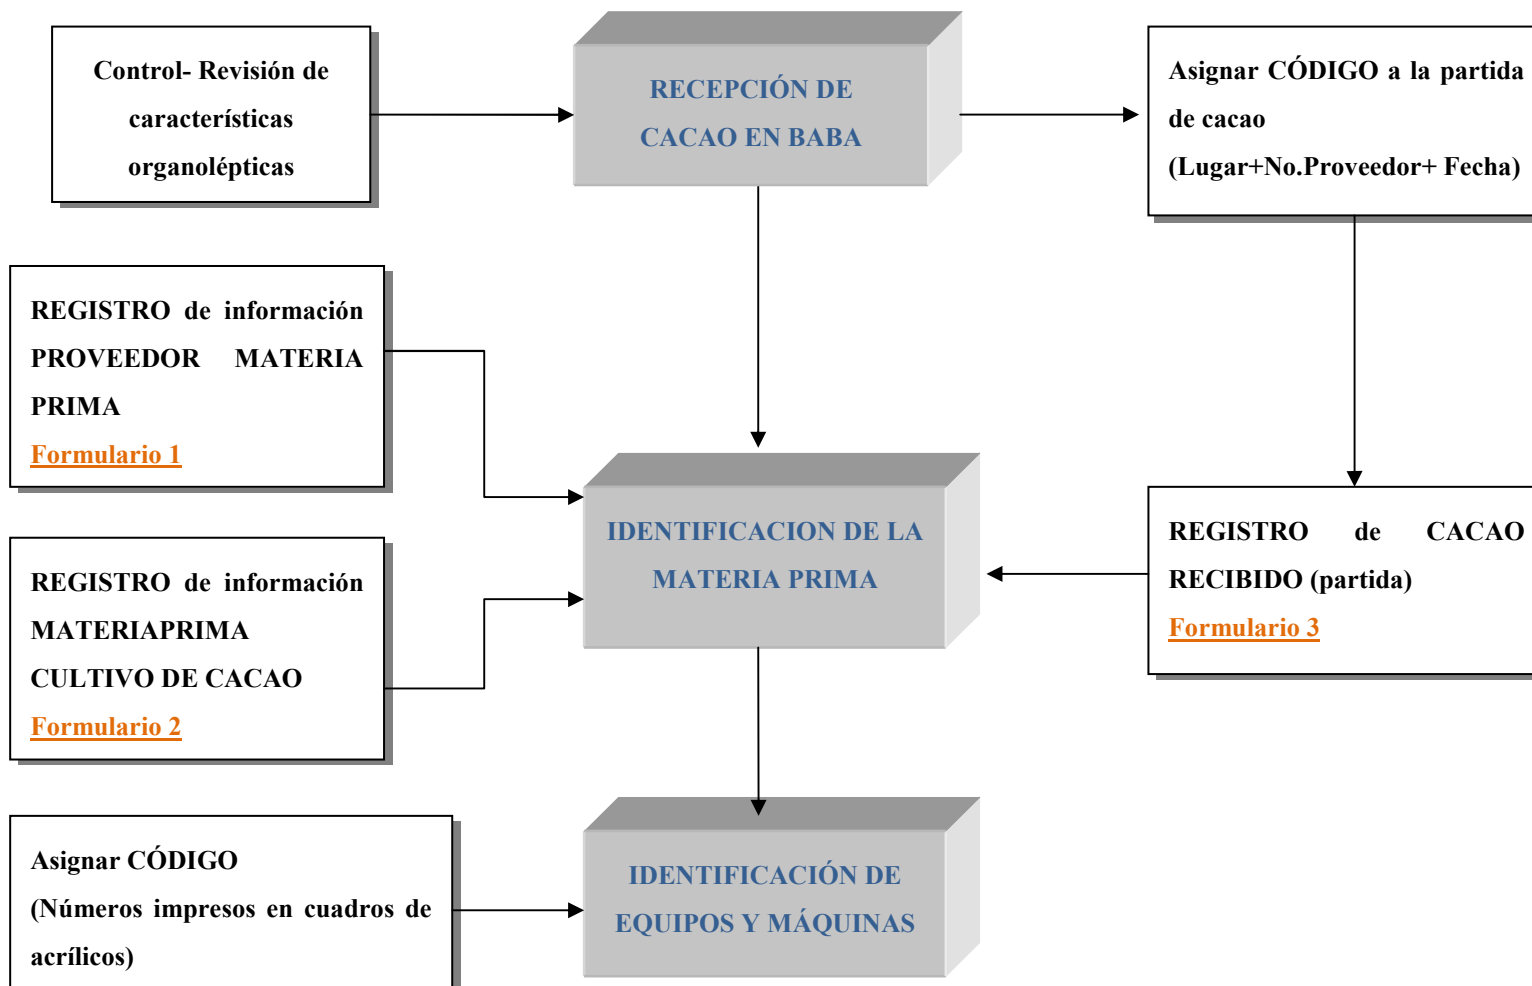 Control- Revisión de
características
organolépticas
RECEPCIÓN DE
CACAO EN BABA
Asignar CÓDIGO a la partida
de cacao
(Lugar+No.Proveedor+ Fecha)
REGISTRO de información
PROVEEDOR MATERIA
PRIMA
Formulario 1
IDENTIFICACION DE LA
MATERIA PRIMA
REGISTRO de CACAO
RECIBIDO (partida)
Formulario 3
REGISTRO de información
MATERIAPRIMA
CULTIVO DE CACAO
Formulario 2
Asignar CÓDIGO
(Números impresos en cuadros de
acrílicos)
IDENTIFICACIÓN DE
EQUIPOS Y MÁQUINAS